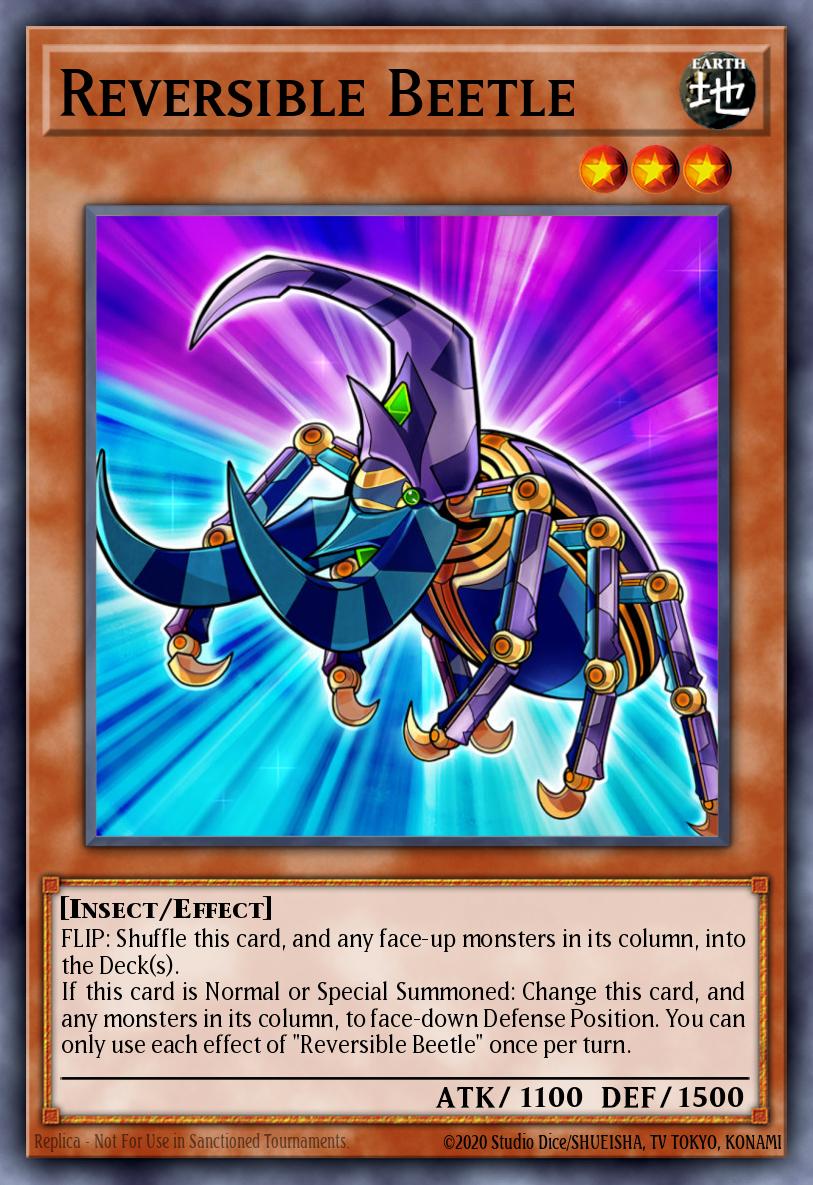 Reversible Beetle
EARTH
地
[Insect/Effect]
FLIP: Shuffle this card, and any face-up monsters in its column, into
the Deck(s).
If this card is Normal or Special Summoned: Change this card, and
any monsters in its column, to face-down Defense Position. You can
only use each effect of "Reversible Beetle" once per turn.
ATK/ 1100 DEF/1500
Replica - Not For Use in Sanctioned Tournaments.
©2020 Studio Dice/SHUEISHA, TV TOKYO, KONAMI